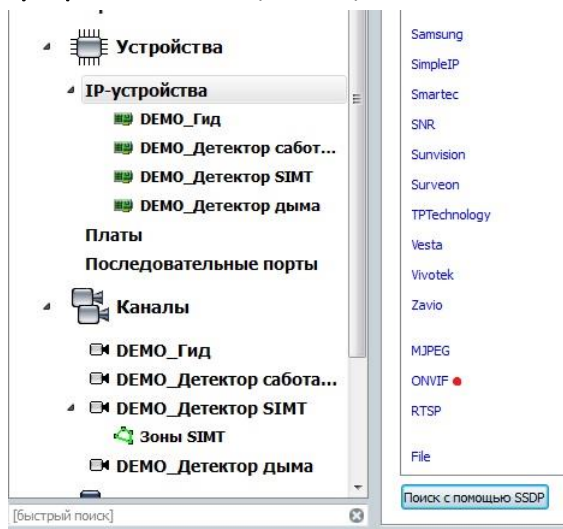 Устройства
IP-устройства
DEMO_Гид
DEMO_Детектор сабот...
DEMO_Детектор SIMT
DEMO_Детектор дыма
Платы
Последовательные порты
Каналы
DEMO_Гид
DEMO_Детектор сабота...
DEMO_Детектор SIMT
Зоны SIMT
DEMO_Детектор дыма
[быстрый поиск]
Samsung
SimpleIP
Smartec
SNR
Sunvision
Surveon
TPTechnology
Vesta
Vivotek
Zavio
MJPEG
ONVIF
RTSP
File
Поиск с помощью SSDP